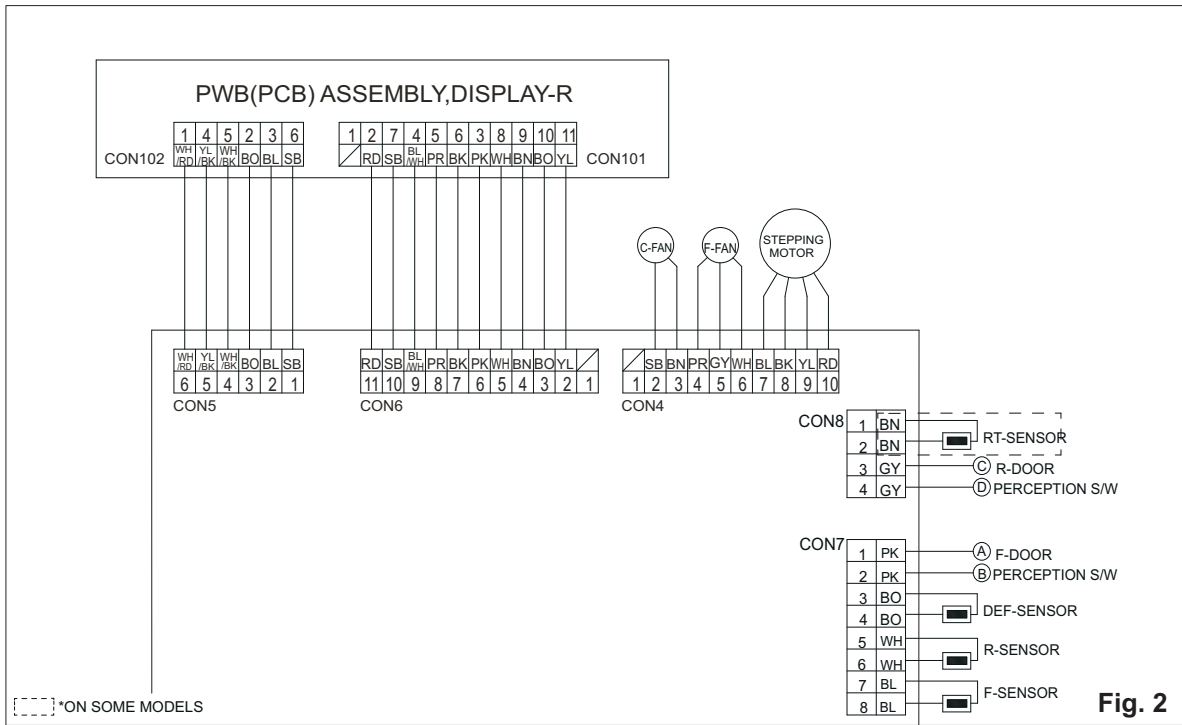 PWB(PCB) ASSEMBLY,DISPLAY-R
1 4 5 2 3 6
WH/RD YL/BK WH/BK BO BL SB
CON102
1 2 7 4 5 6 3 8 9 10 11
RD SB BL/WH PR BK PK WH BN BO YL
CON101
C-FAN
F-FAN
STEPPING
MOTOR
WH/RD YL/BK WH/BK BO BL SB
6 5 4 3 2 1
CON5
RD SB BL/WH PR BK PK WH BN BO YL
11 10 9 8 7 6 5 4 3 2 1
CON6
SB BN PR GY WH BL BK YL RD
1 2 3 4 5 6 7 8 9 10
CON4
CON8
1 BN
2 BN
RT-SENSOR
3 GY
C R-DOOR
4 GY
D PERCEPTION S/W
CON7
1 PK
A F-DOOR
2 PK
B PERCEPTION S/W
3 BO
4 BO
DEF-SENSOR
5 WH
6 WH
R-SENSOR
7 BL
8 BL
F-SENSOR
*ON SOME MODELS
Fig. 2